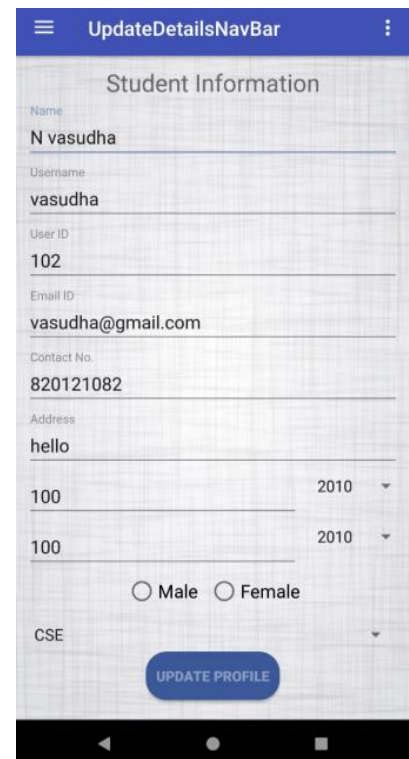 UpdateDetailsNavBar
Student Information
Name
N vasudha
Username
vasudha
User ID
102
Email ID
vasudha@gmail.com
Contact No.
820121082
Address
hello
100 2010
100 2010
Male Female
CSE
UPDATE PROFILE